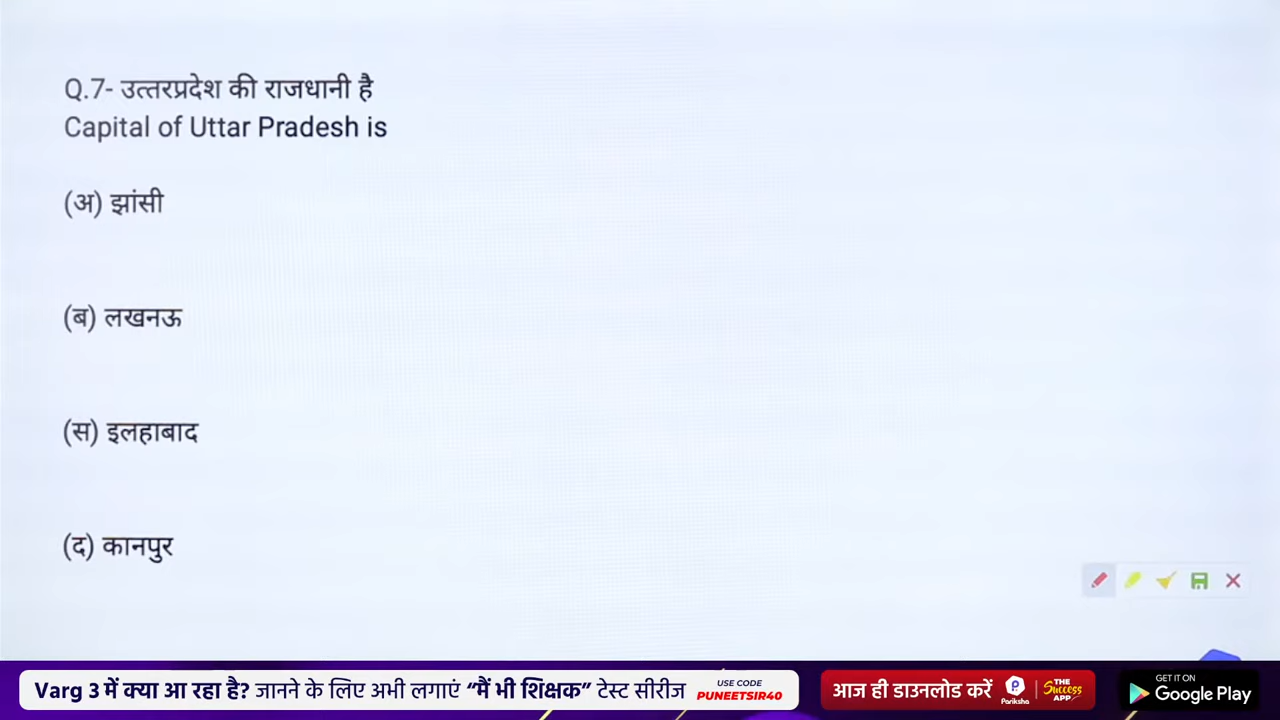 Q.7- उत्तरप्रदेश की राजधानी है
Capital of Uttar Pradesh is
(अ) झांसी
(ब) लखनऊ
(स) इलहाबाद
(द) कानपुर
Varg 3 में क्या आ रहा है? जानने के लिए अभी लगाएं “मैं भी शिक्षक” टेस्ट सीरीज
USE CODE
PUNEETSIR40
आज ही डाउनलोड करें
Pariksha
THE Success APP
GET IT ON
Google Play